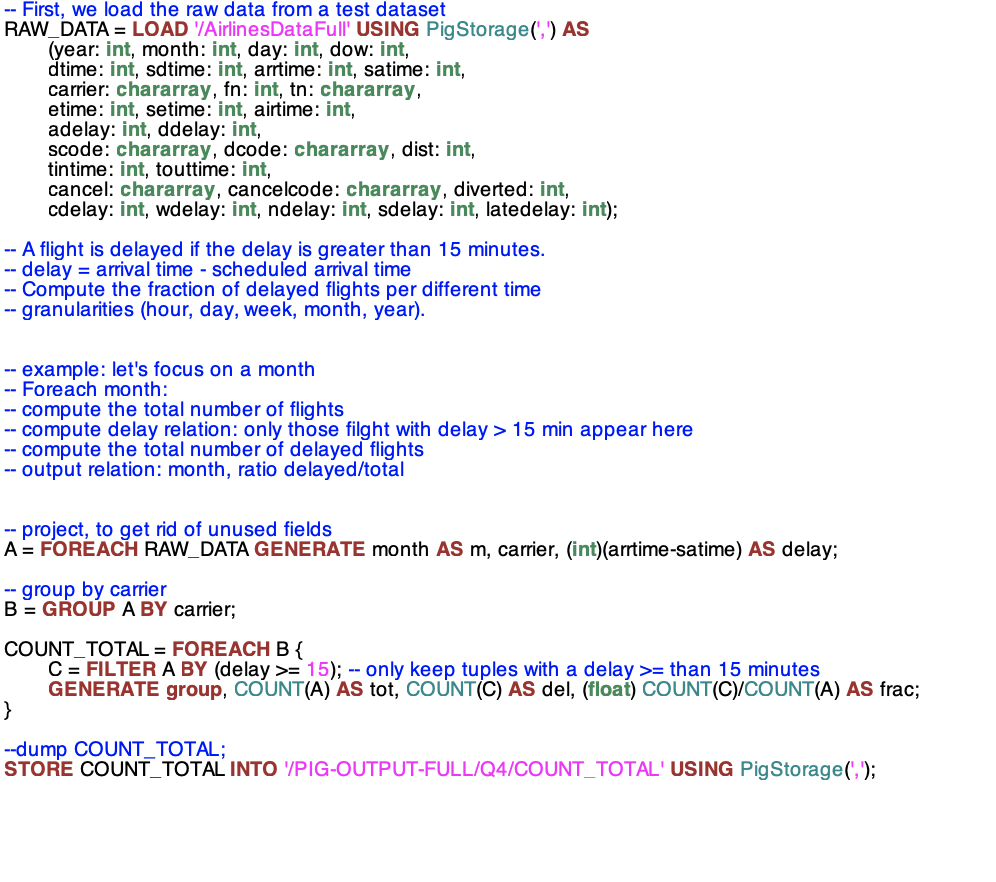 -- First, we load the raw data from a test dataset
RAW_DATA = LOAD '/AirlinesDataFull' USING PigStorage(',') AS
(year: int, month: int, day: int, dow: int,
dtime: int, sdtime: int, arrtime: int, satime: int,
carrier: chararray, fn: int, tn: chararray,
etime: int, setime: int, airtime: int,
adelay: int, ddelay: int,
scode: chararray, dcode: chararray, dist: int,
tintime: int, touttime: int,
cancel: chararray, cancelcode: chararray, diverted: int,
cdelay: int, wdelay: int, ndelay: int, sdelay: int, latedelay: int);
-- A flight is delayed if the delay is greater than 15 minutes.
-- delay = arrival time - scheduled arrival time
-- Compute the fraction of delayed flights per different time
-- granularities (hour, day, week, month, year).
-- example: let's focus on a month
-- Foreach month:
-- compute the total number of flights
-- compute delay relation: only those filght with delay > 15 min appear here
-- compute the total number of delayed flights
-- output relation: month, ratio delayed/total
-- project, to get rid of unused fields
A = FOREACH RAW_DATA GENERATE month AS m, carrier, (int)(arrtime-satime) AS delay;
-- group by carrier
B = GROUP A BY carrier;
COUNT_TOTAL = FOREACH B {
C = FILTER A BY (delay >= 15); -- only keep tuples with a delay >= than 15 minutes
GENERATE group, COUNT(A) AS tot, COUNT(C) AS del, (float) COUNT(C)/COUNT(A) AS frac;
}
--dump COUNT_TOTAL;
STORE COUNT_TOTAL INTO '/PIG-OUTPUT-FULL/Q4/COUNT_TOTAL' USING PigStorage(',');